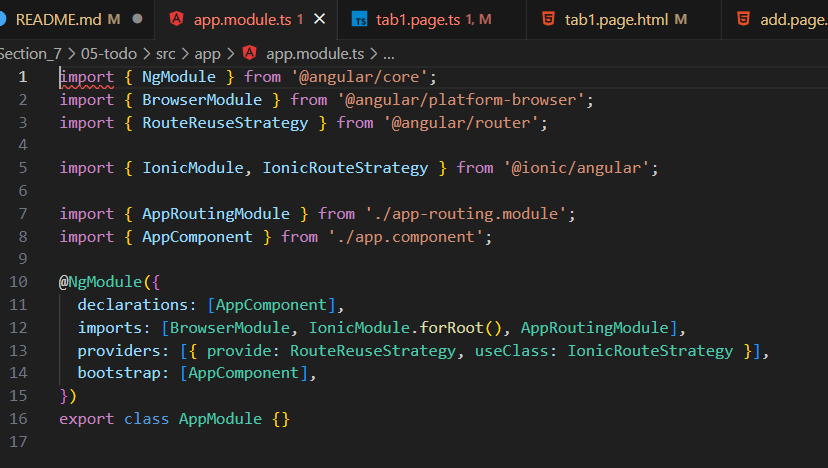 README.md M app.module.ts 1 tab1.page.ts 1, M tab1.page.html M add.page.
Section_7 > 05-todo > src > app > app.module.ts > ...
1 import { NgModule } from '@angular/core';
2 import { BrowserModule } from '@angular/platform-browser';
3 import { RouteReuseStrategy } from '@angular/router';
4
5 import { IonicModule, IonicRouteStrategy } from '@ionic/angular';
6
7 import { AppRoutingModule } from './app-routing.module';
8 import { AppComponent } from './app.component';
9
10 @NgModule({
11   declarations: [AppComponent],
12   imports: [BrowserModule, IonicModule.forRoot(), AppRoutingModule],
13   providers: [{ provide: RouteReuseStrategy, useClass: IonicRouteStrategy }],
14   bootstrap: [AppComponent],
15 })
16 export class AppModule {}
17